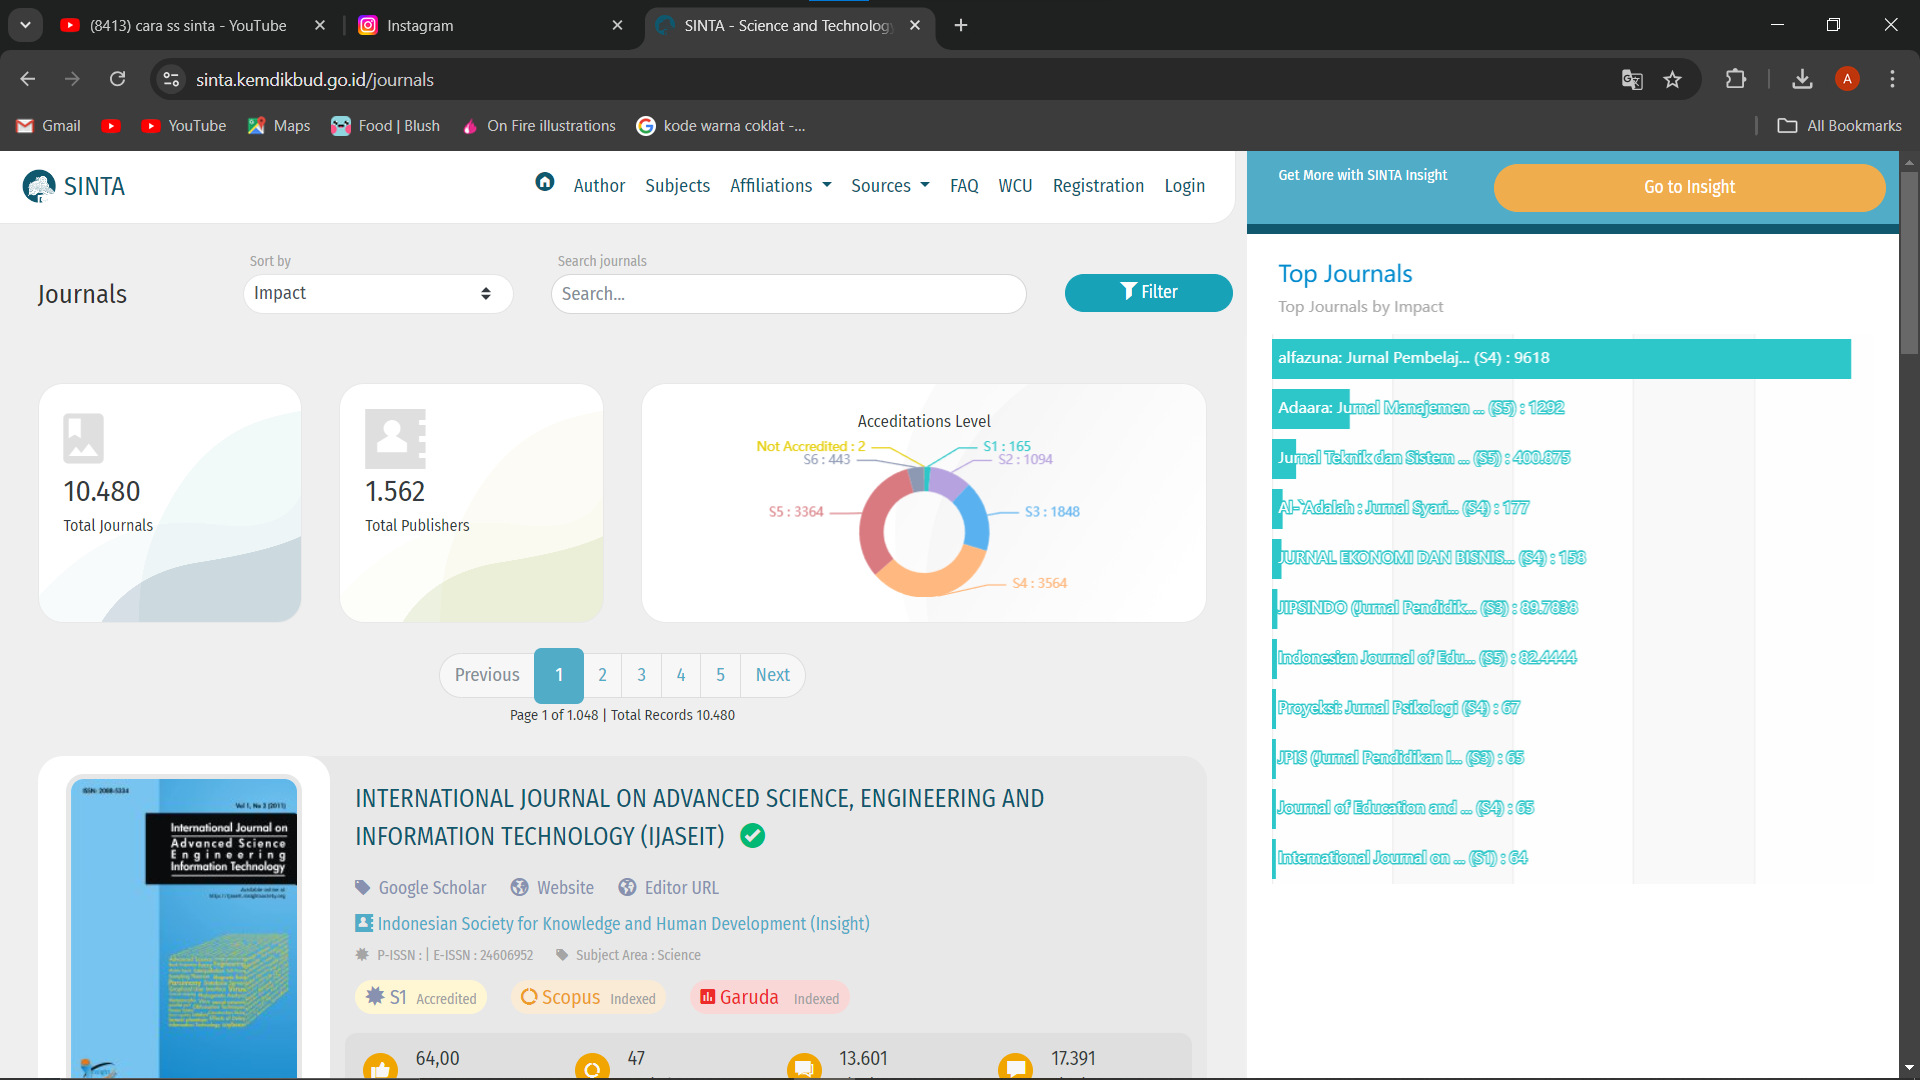 (8413) cara ss sinta - YouTube
Instagram
SINTA - Science and Technology
sinta.kemdikbud.go.id/journals
A
Gmail
YouTube
Maps
Food | Blush
On Fire illustrations
kode warna coklat -...
All Bookmarks
SINTA
Author
Subjects
Affiliations
Sources
FAQ
WCU
Registration
Login
Get More with SINTA Insight
Go to Insight
Journals
Sort by
Impact
Search journals
Search...
Filter
10.480
Total Journals
1.562
Total Publishers
Acceditations Level
Not Accredited : 2
S6 : 443
S5 : 3364
S1 : 165
S2 : 1094
S3 : 1848
S4 : 3564
Previous 1 2 3 4 5 Next
Page 1 of 1.048 | Total Records 10.480
ISSN: 2088-5334
Vol 1, No 3 (2011)
International Journal on
Advanced Science
Engineering
Information Technology
INTERNATIONAL JOURNAL ON ADVANCED SCIENCE, ENGINEERING AND
INFORMATION TECHNOLOGY (IJASEIT)
Google Scholar
Website
Editor URL
Indonesian Society for Knowledge and Human Development (Insight)
P-ISSN : | E-ISSN : 24606952
Subject Area : Science
S1 Accredited
Scopus Indexed
Garuda Indexed
64,00
47
13.601
17.391
Top Journals
Top Journals by Impact
alfazuna: Jurnal Pembelaj... (S4) : 9618
Adaara: Jurnal Manajemen ... (S5) : 1292
Jurnal Teknik dan Sistem ... (S5) : 400.875
Al-`Adalah : Jurnal Syari... (S4) : 177
JURNAL EKONOMI DAN BISNIS... (S4) : 158
JIPSINDO (Jurnal Pendidik... (S3) : 89.7838
Indonesian Journal of Edu... (S5) : 82.4444
Proyeksi: Jurnal Psikologi (S4) : 67
JPIS (Jurnal Pendidikan I... (S3) : 65
Journal of Education and ... (S4) : 65
International Journal on ... (S1) : 64